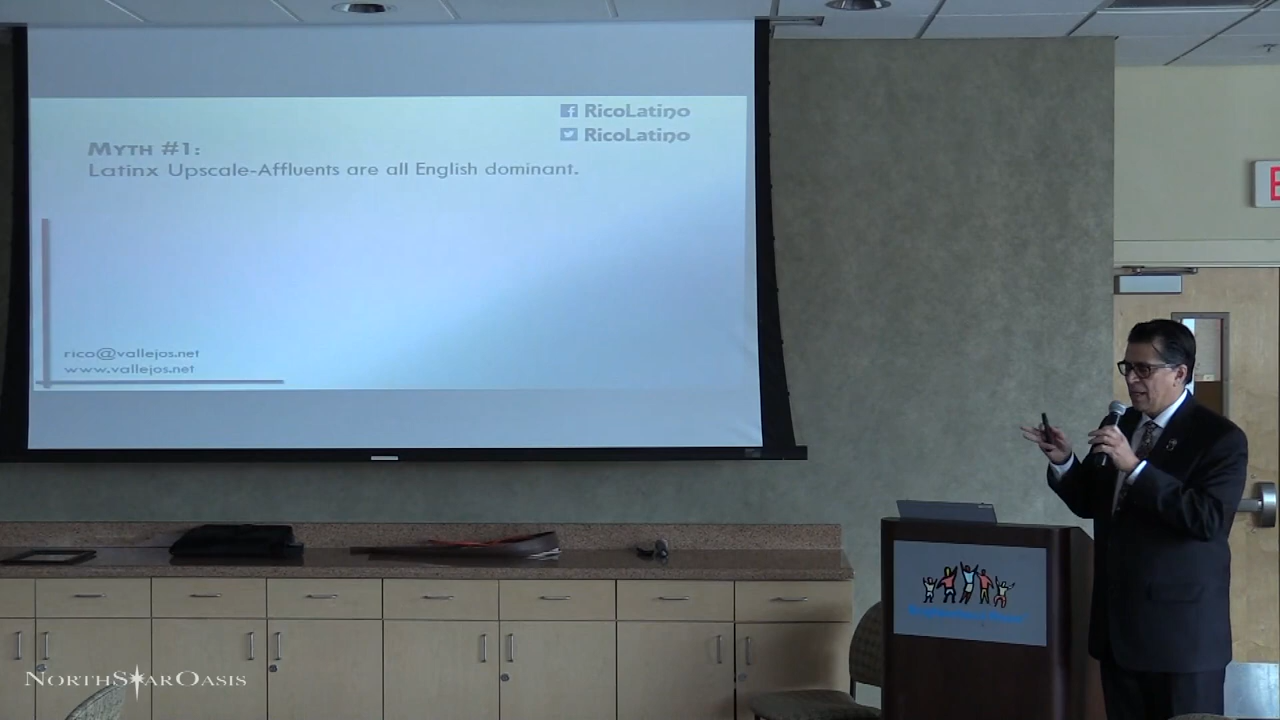 RicoLatino
RicoLatino
MYTH #1:
Latinx Upscale-Affluents are all English dominant.
rico@vallejos.net
www.vallejos.net
NORTHSTAROASIS